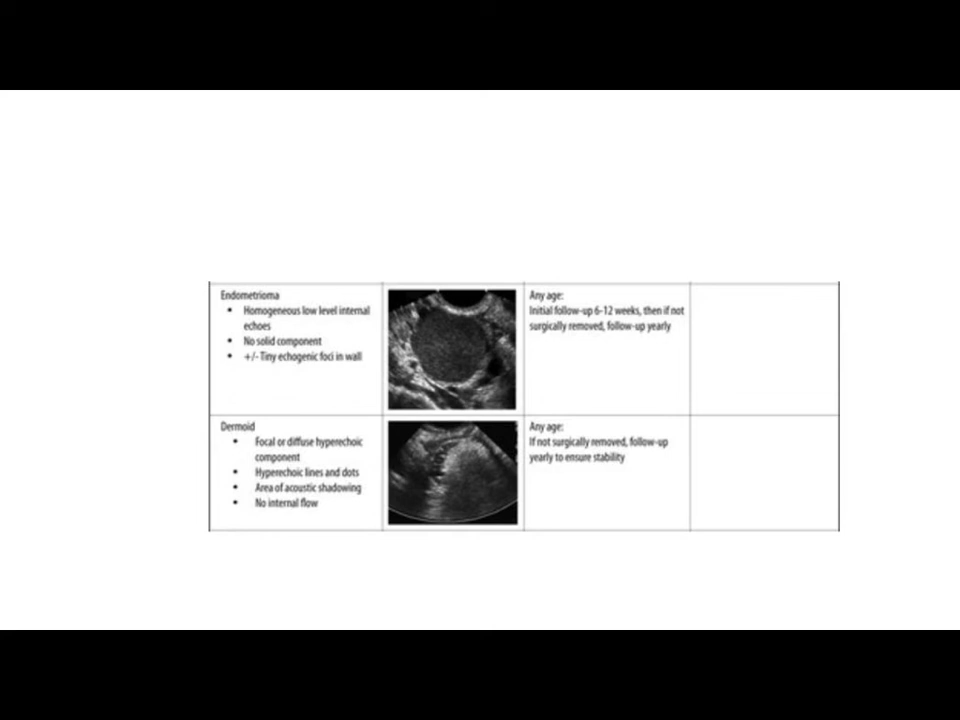 Endometrioma
▪ Homogeneous low level internal
echoes
▪ No solid component
▪ +/- Tiny echogenic foci in wall
Any age:
Initial follow-up 6-12 weeks, then if not
surgically removed, follow-up yearly
Dermoid
▪ Focal or diffuse hyperechoic
component
▪ Hyperechoic lines and dots
▪ Area of acoustic shadowing
▪ No internal flow
Any age:
If not surgically removed, follow-up
yearly to ensure stability